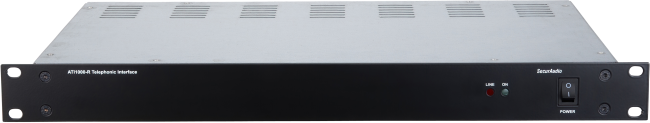 ATI1000-R Telephonic Interface
SecurAudio
LINE
ON
POWER